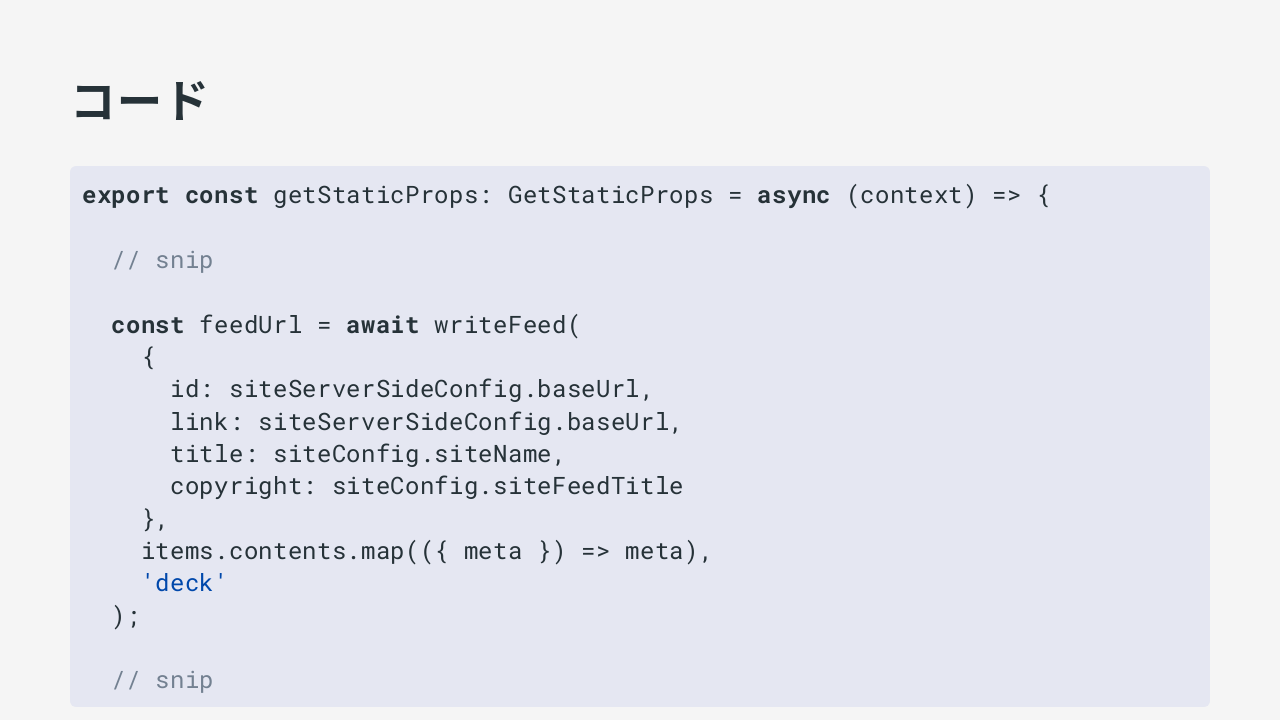 コード
export const getStaticProps: GetStaticProps = async (context) => {
// snip
const feedUrl = await writeFeed(
{
id: siteServerSideConfig.baseUrl,
link: siteServerSideConfig.baseUrl,
title: siteConfig.siteName,
copyright: siteConfig.siteFeedTitle
},
items.contents.map(({ meta }) => meta),
'deck'
);
// snip